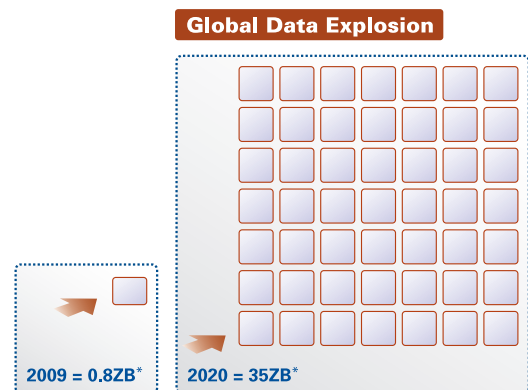 Global Data Explosion
2009 = 0.8ZB*
2020 = 35ZB*